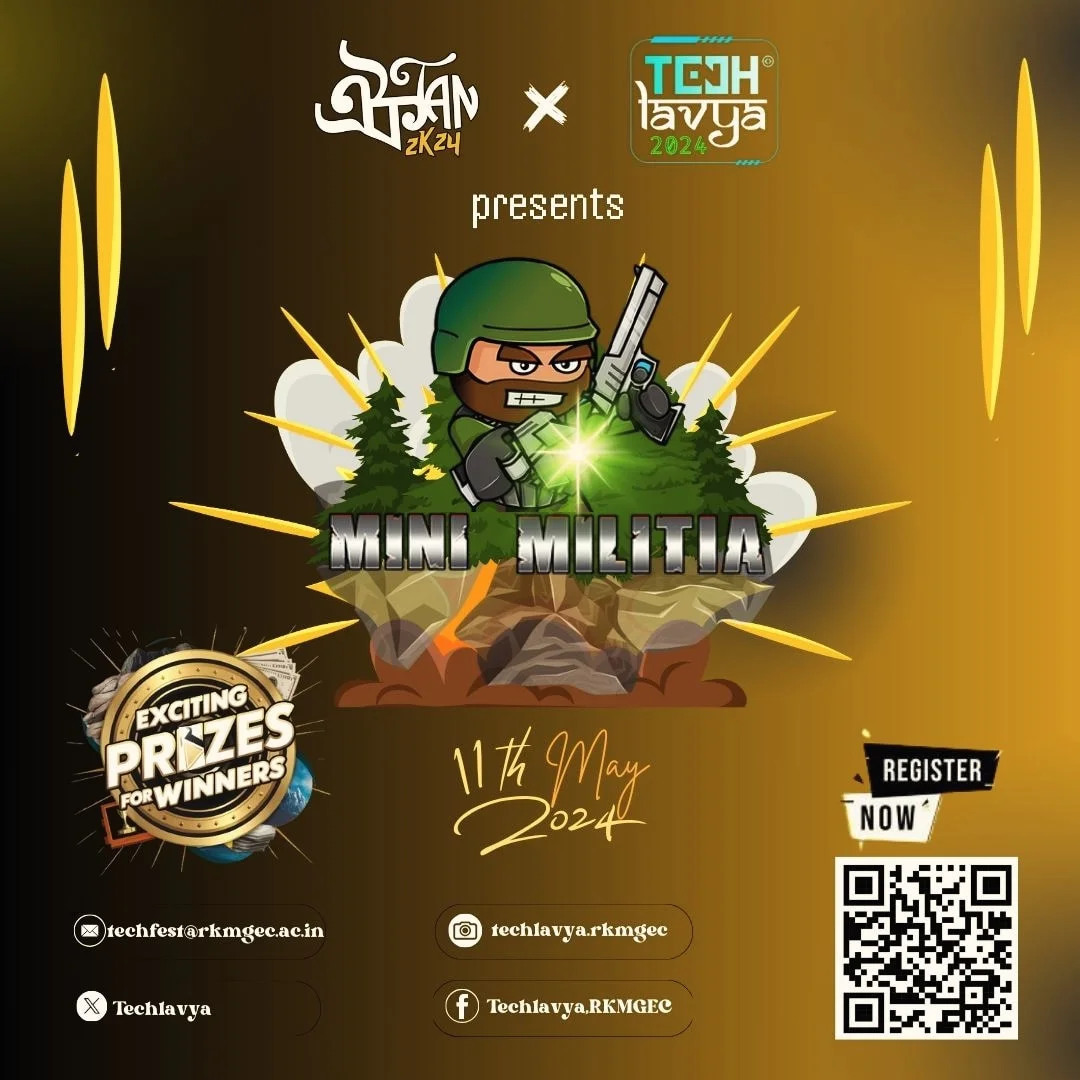 ঐকTAN
2K24
X
TECH
lavya
2024
presents
MINI MILITIA
EXCITING
PRIZES
FOR WINNERS
11th May
2024
REGISTER
NOW
techfest@rkmgec.ac.in
techlavya.rkmgec
Techlavya
Techlavya.RKMGEC